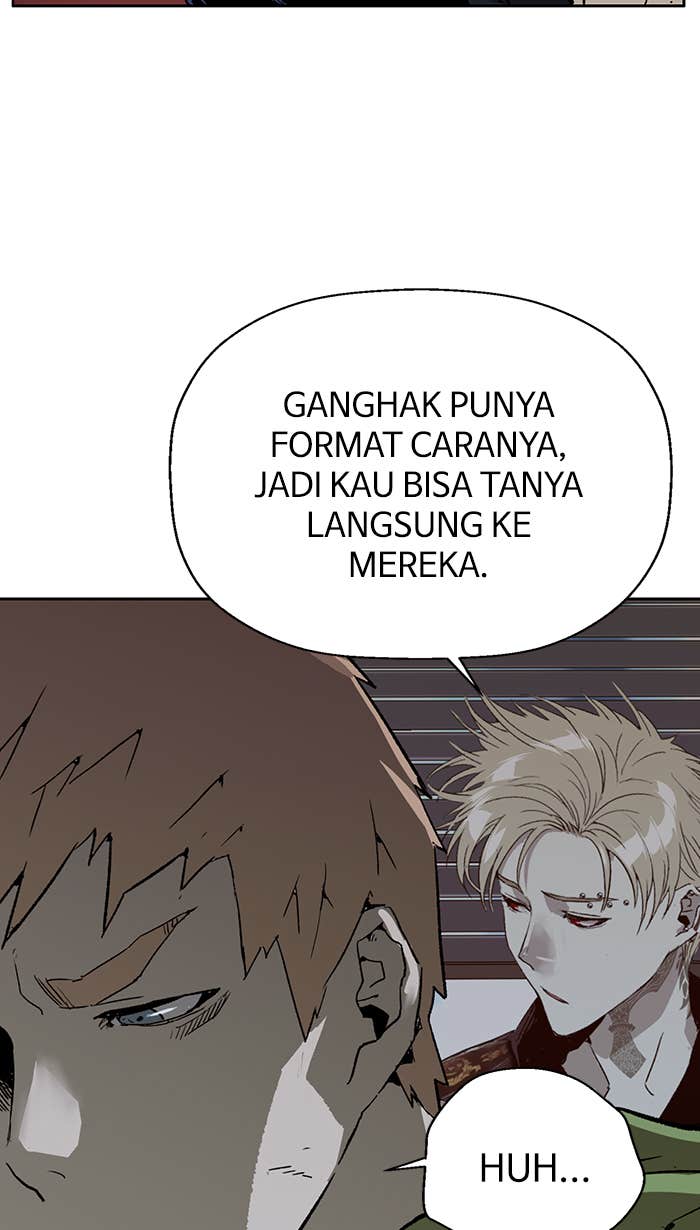 GANGHAK PUNYA
FORMAT CARANYA,
JADI KAU BISA TANYA
LANGSUNG KE
MEREKA.
HUH...